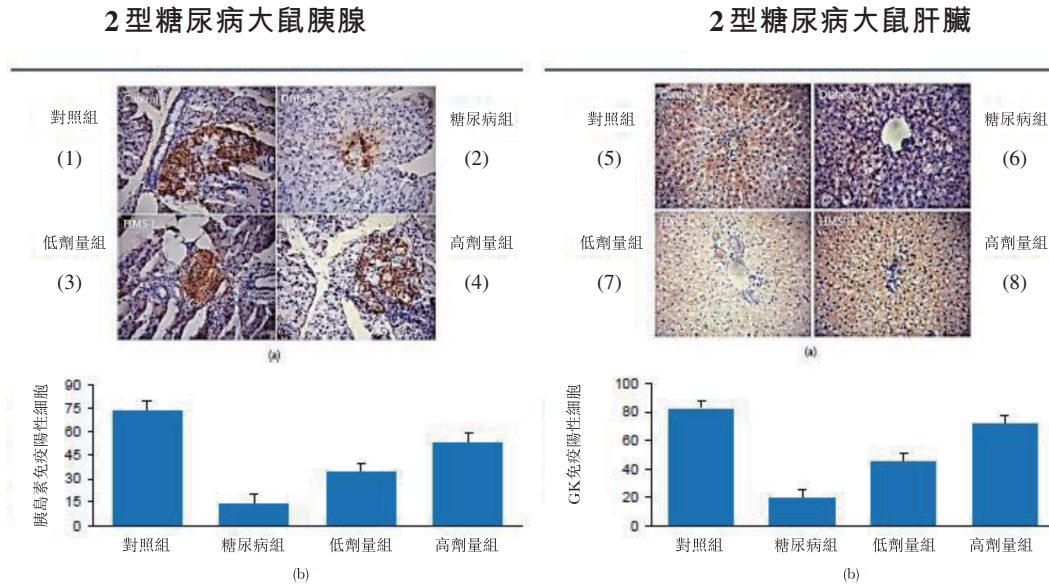 2型糖尿病大鼠胰腺
對照組
(1)
糖尿病組
(2)
低劑量組
(3)
高劑量組
(4)
Control
HMS-L
(a)
胰島素免疫陽性細胞
90
75
60
45
30
15
0
對照組 糖尿病組 低劑量組 高劑量組
(b)
2型糖尿病大鼠肝臟
對照組
(5)
糖尿病組
(6)
低劑量組
(7)
高劑量組
(8)
Control
(a)
GK免疫陽性細胞
100
80
60
40
20
0
對照組 糖尿病組 低劑量組 高劑量組
(b)